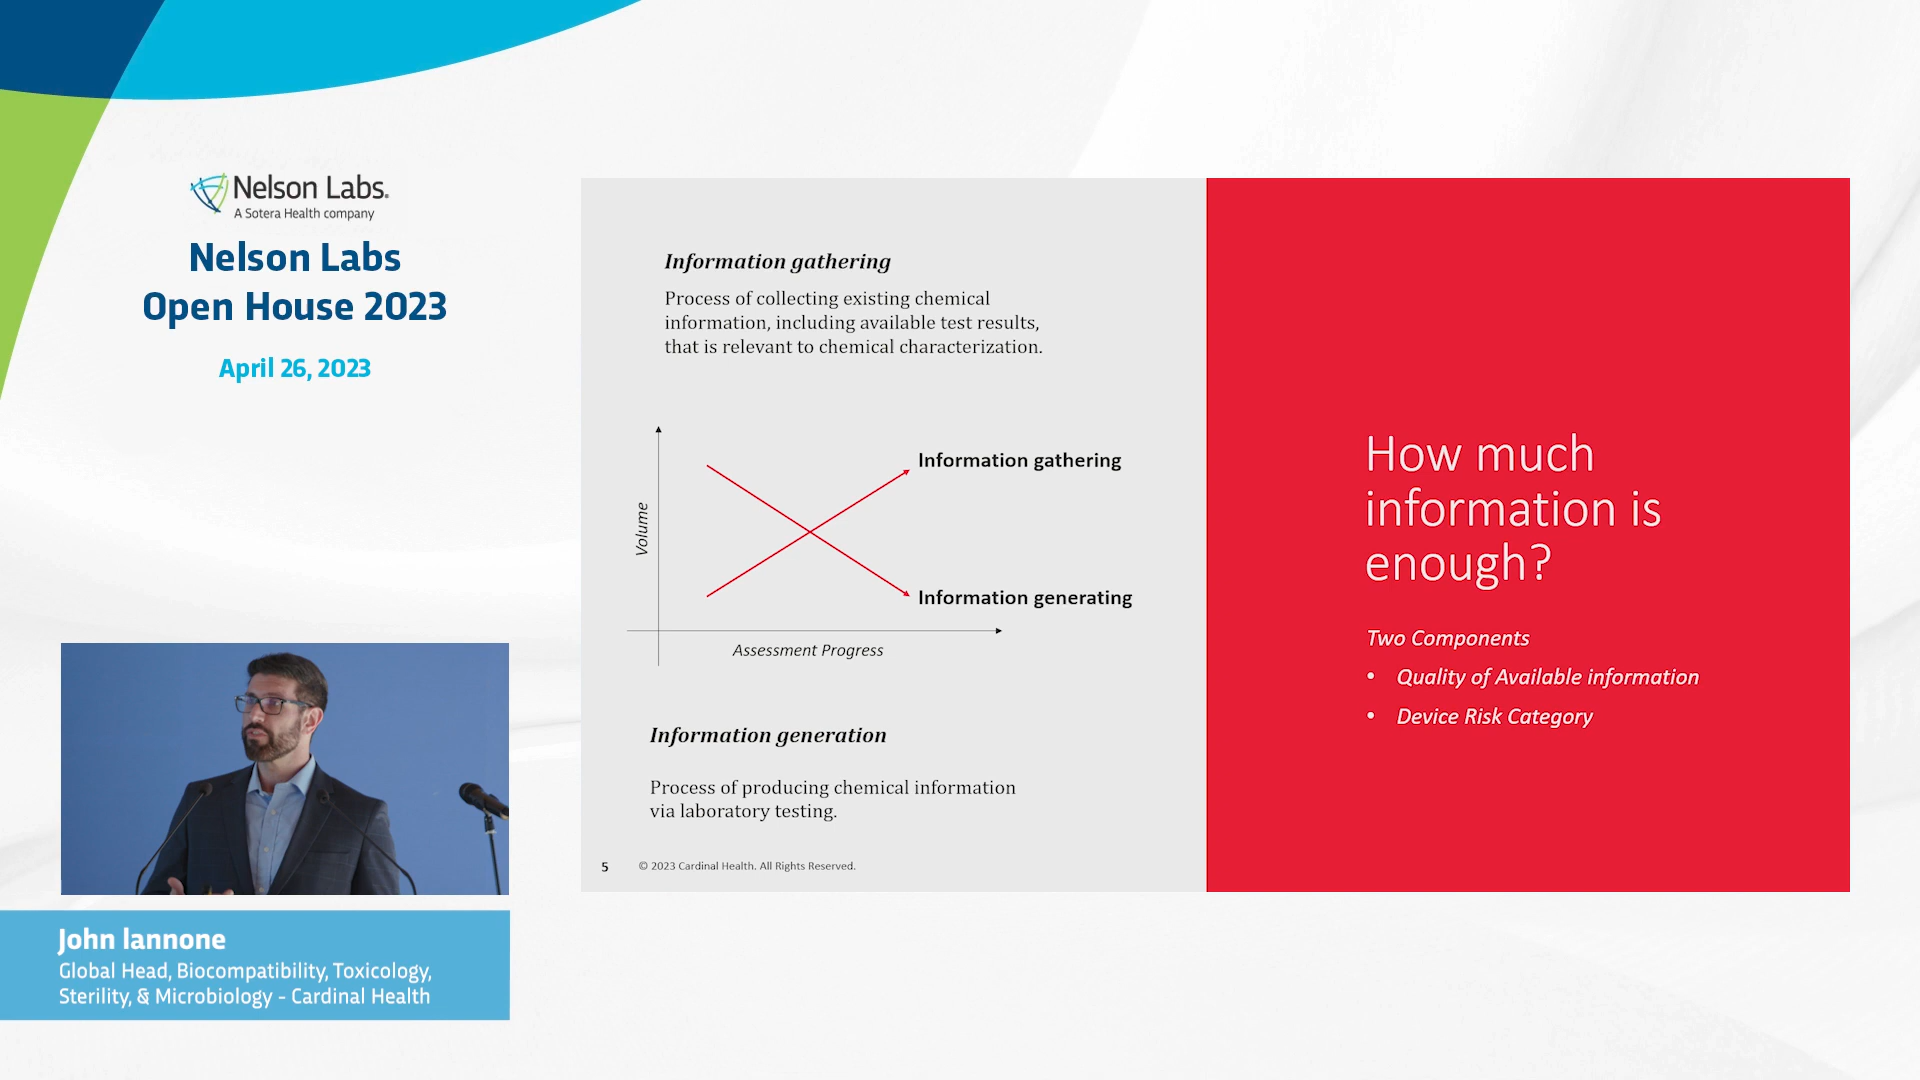 Nelson Labs.
A Sotera Health company
Nelson Labs
Open House 2023
April 26, 2023
John Iannone
Global Head, Biocompatibility, Toxicology,
Sterility, & Microbiology - Cardinal Health
Information gathering
Process of collecting existing chemical
information, including available test results,
that is relevant to chemical characterization.
Volume
Information gathering
Information generating
Assessment Progress
Information generation
Process of producing chemical information
via laboratory testing.
5 © 2023 Cardinal Health. All Rights Reserved.
How much
information is
enough?
Two Components
• Quality of Available information
• Device Risk Category